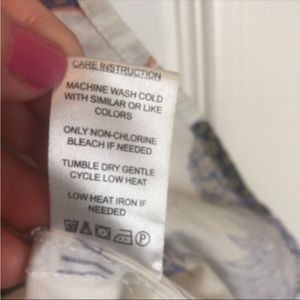 CARE INSTRUCTION
MACHINE WASH COLD
WITH SIMILAR OR LIKE
COLORS
ONLY NON-CHLORINE
BLEACH IF NEEDED
TUMBLE DRY GENTLE
CYCLE LOW HEAT
LOW HEAT IRON IF
NEEDED
P